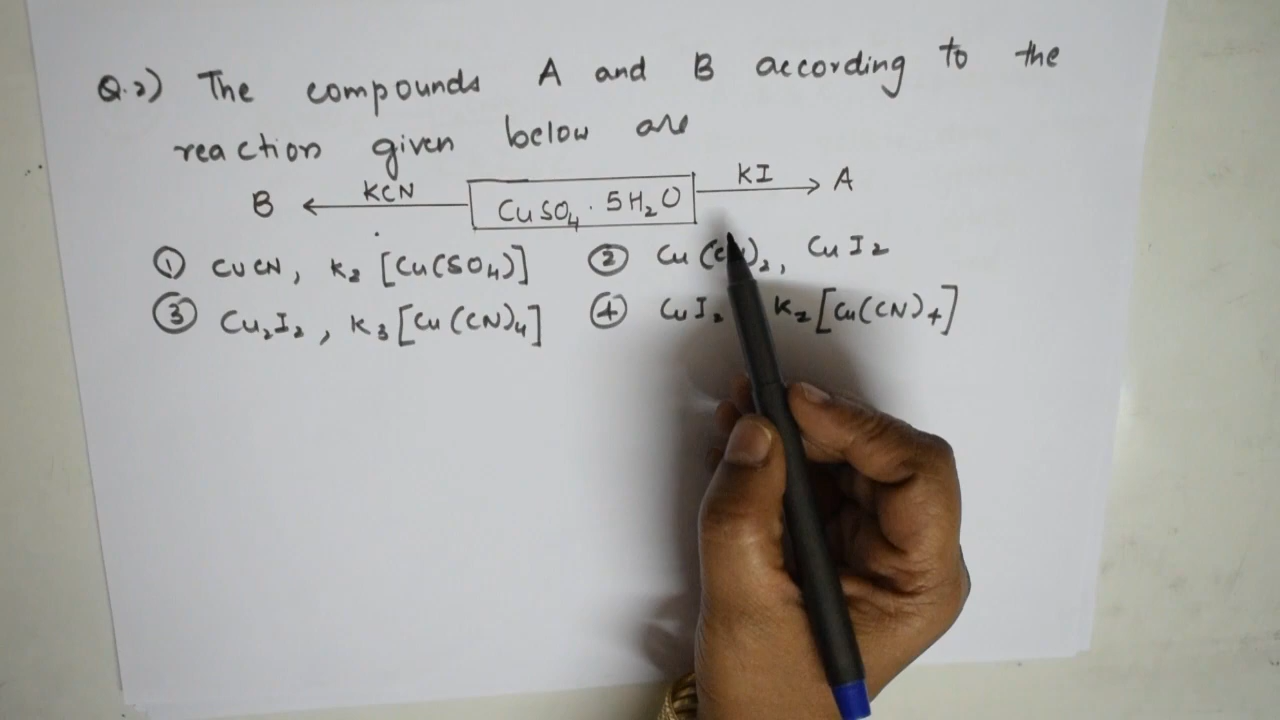 Q.2) The compounds A and B according to the
reaction given below are
B ← KCN CuSO4 · 5H2O KI → A
① CuCN, K2 [Cu(SO4)] ② Cu (CN)2, CuI2
③ Cu2I2, K3 [Cu (CN)4] ④ CuI2 K2 [Cu(CN)4]